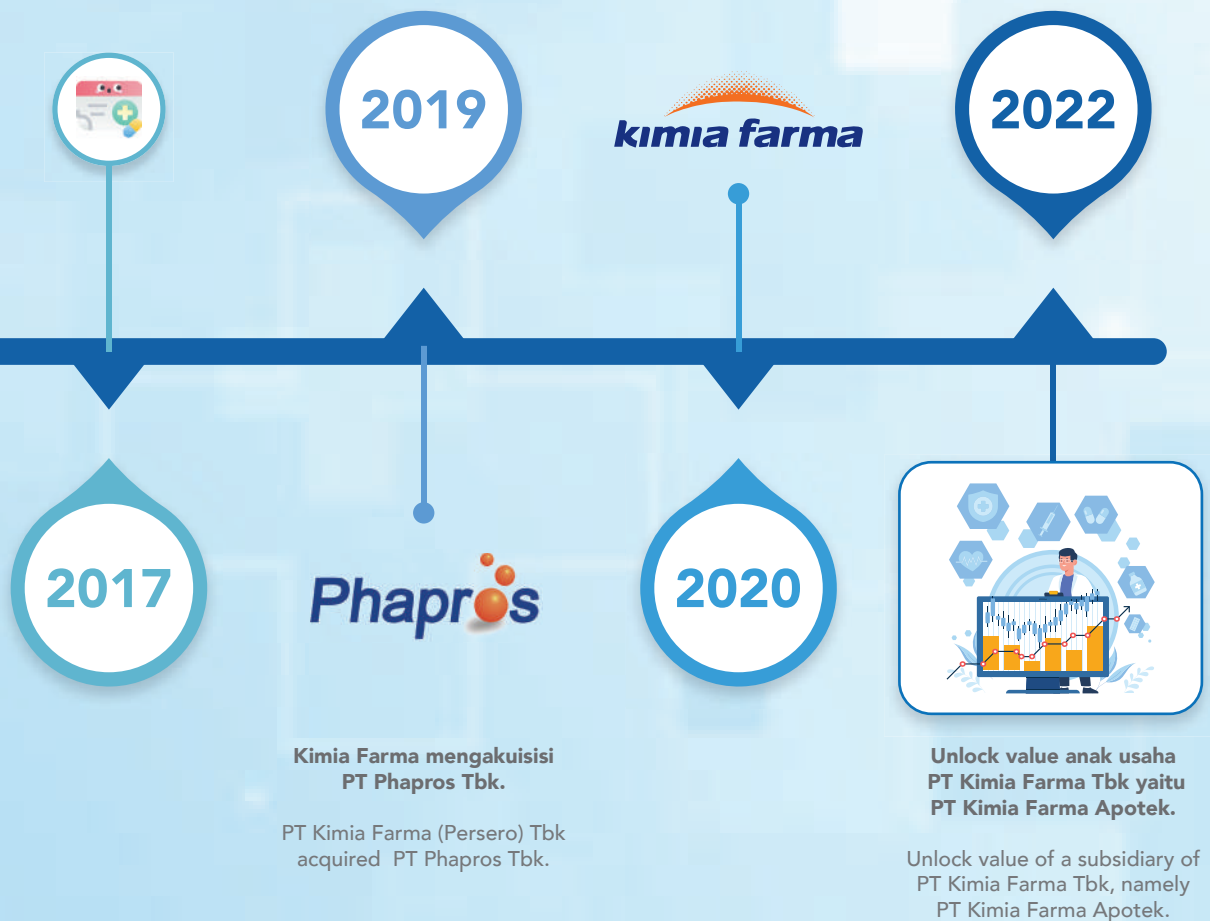 2019
kimia farma
2022
2017
Phapros
2020
Kimia Farma mengakuisisi
PT Phapros Tbk.
PT Kimia Farma (Persero) Tbk
acquired PT Phapros Tbk.
Unlock value anak usaha
PT Kimia Farma Tbk yaitu
PT Kimia Farma Apotek.
Unlock value of a subsidiary of
PT Kimia Farma Tbk, namely
PT Kimia Farma Apotek.